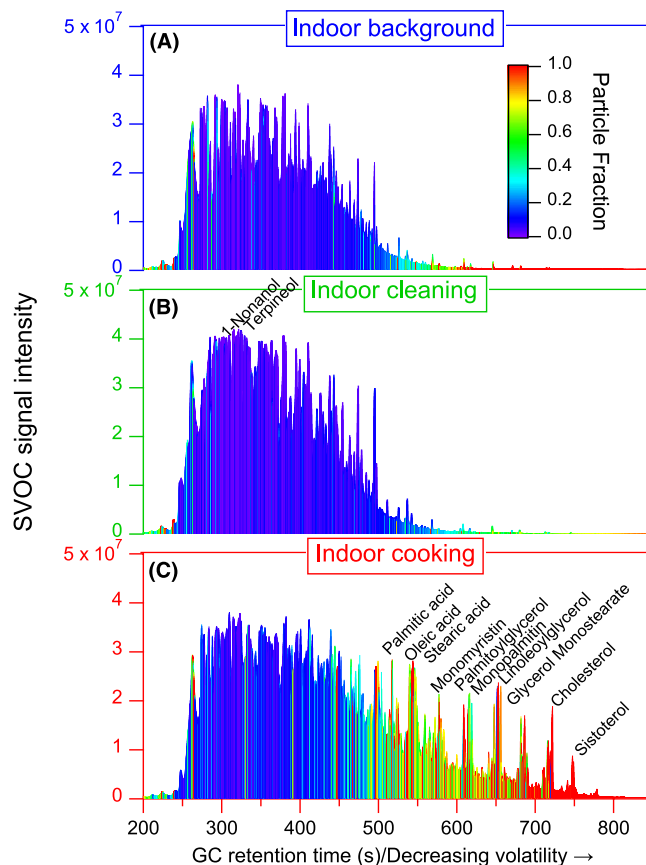 Indoor background
(A)
5 x 10^7
4
3
2
1
0
1.0
0.8
0.6
0.4
0.2
0.0
Particle Fraction
Indoor cleaning
(B)
5 x 10^7
4
3
2
1
0
1-Nonanol
Terpineol
SVOC signal intensity
Indoor cooking
(C)
5 x 10^7
4
3
2
1
0
Palmitic acid
Oleic acid
Stearic acid
Monomyristin
Palmitoylglycerol
Monopalmitin
Linoleoylglycerol
Glycerol Monostearate
Cholesterol
Sistoterol
200
300
400
500
600
700
800
GC retention time (s)/Decreasing volatility →